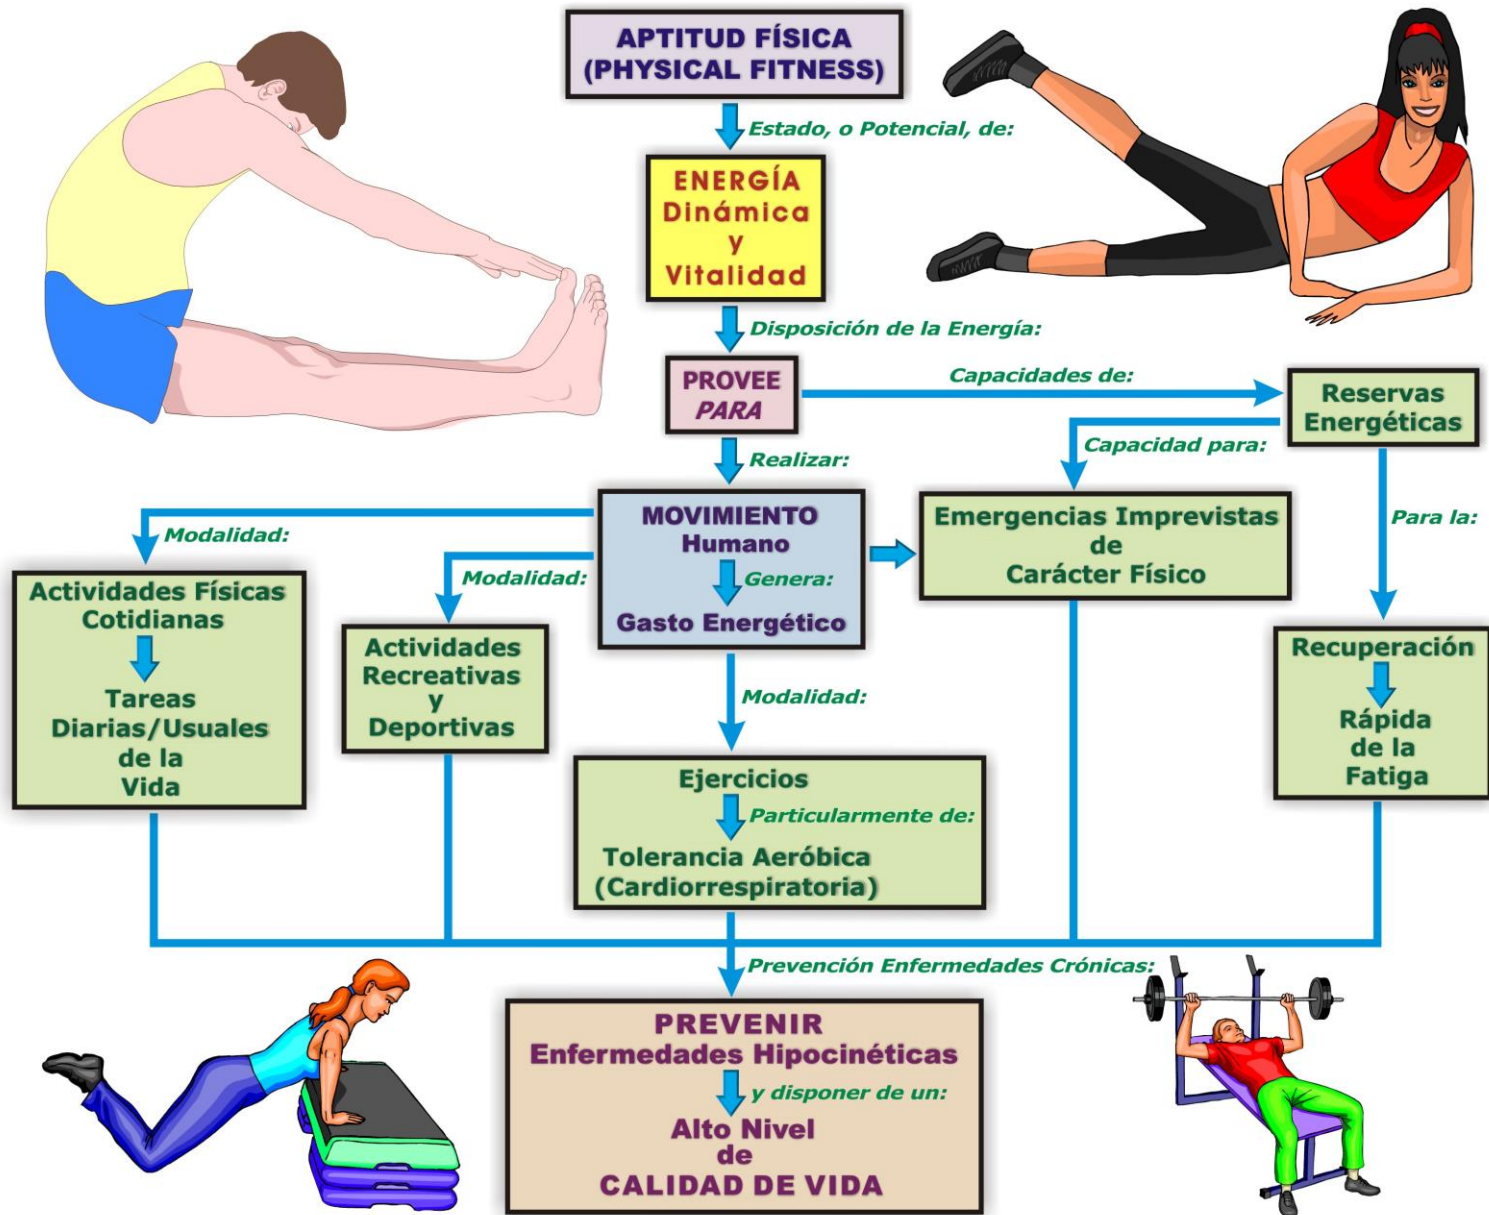 APTITUD FÍSICA
(PHYSICAL FITNESS)
Estado, o Potencial, de:
ENERGÍA
Dinámica
y
Vitalidad
Disposición de la Energía:
PROVEE
PARA
Capacidades de:
Reservas
Energéticas
Realizar:
Capacidad para:
Para la:
MOVIMIENTO
Humano
Genera:
Gasto Energético
Emergencias Imprevistas
de
Carácter Físico
Modalidad:
Actividades Físicas
Cotidianas
Tareas
Diarias/Usuales
de la
Vida
Modalidad:
Actividades
Recreativas
y
Deportivas
Modalidad:
Ejercicios
Particularmente de:
Tolerancia Aeróbica
(Cardiorrespiratoria)
Recuperación
Rápida
de la
Fatiga
Prevención Enfermedades Crónicas:
PREVENIR
Enfermedades Hipocinéticas
y disponer de un:
Alto Nivel
de
CALIDAD DE VIDA